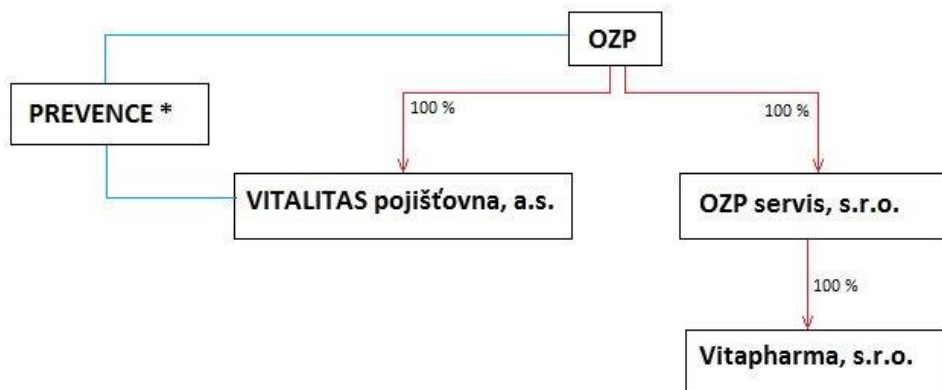 OZP
PREVENCE *
100 %
100 %
VITALITAS pojišťovna, a.s.
OZP servis, s.r.o.
100 %
Vitapharma, s.r.o.